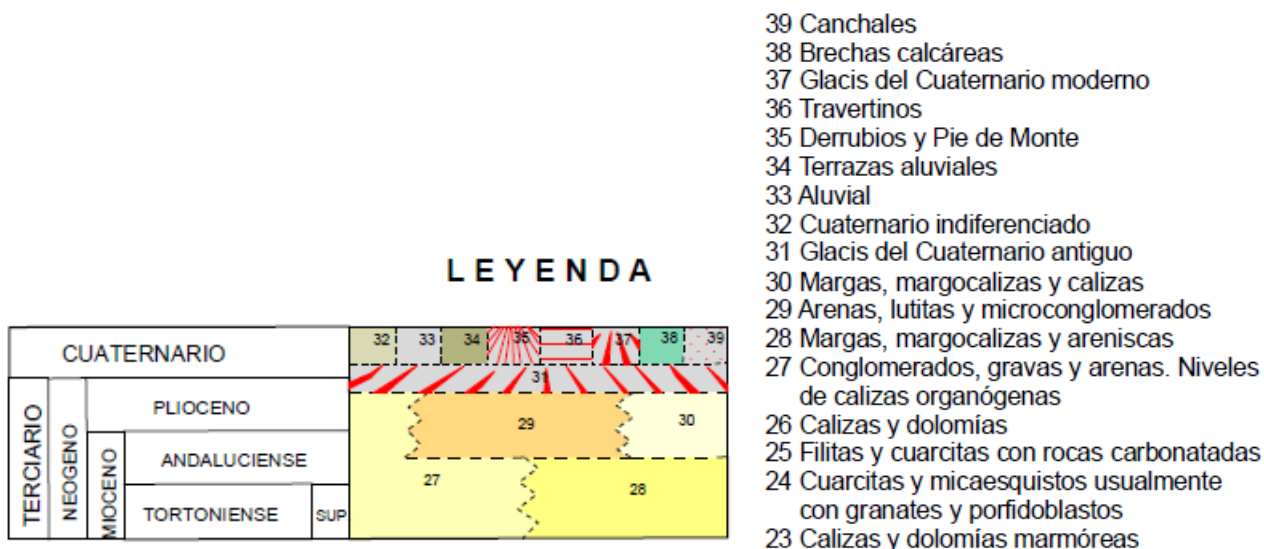 39 Canchales
38 Brechas calcáreas
37 Glacis del Cuaternario moderno
36 Travertinos
35 Derrubios y Pie de Monte
34 Terrazas aluviales
33 Aluvial
32 Cuaternario indiferenciado
31 Glacis del Cuaternario antiguo
30 Margas, margocalizas y calizas
29 Arenas, lutitas y microconglomerados
28 Margas, margocalizas y areniscas
27 Conglomerados, gravas y arenas. Niveles
de calizas organógenas
26 Calizas y dolomías
25 Filitas y cuarcitas con rocas carbonatadas
24 Cuarcitas y micaesquistos usualmente
con granates y porfidoblastos
23 Calizas y dolomías marmóreas
LEYENDA
CUATERNARIO
32 33 34 35 36 37 38 39
31
TERCIARIO
NEOGENO
PLIOCENO
29
30
MIOCENO
ANDALUCIENSE
27
28
TORTONIENSE
SUP